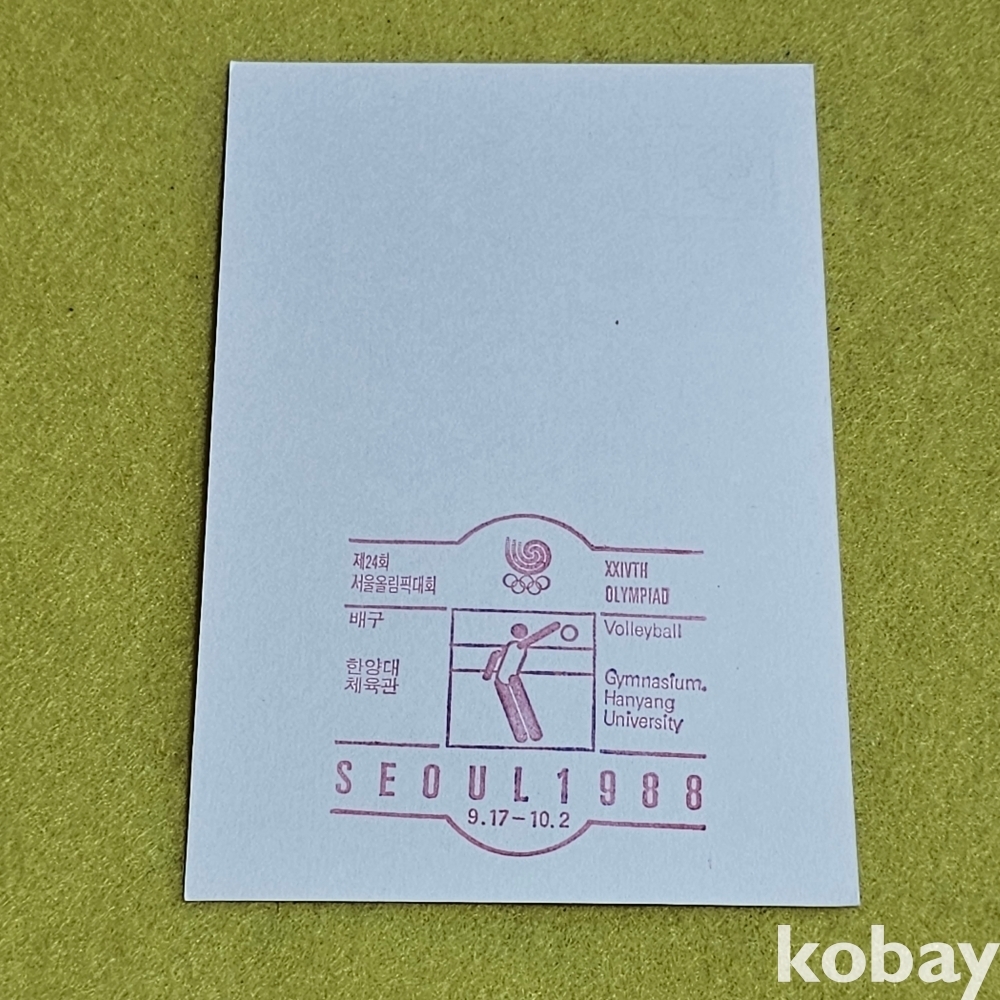 제24회
서울올림픽대회
XXIVTH
OLYMPIAD
배구
Volleyball
한양대
체육관
Gymnasium,
Hanyang
University
SEOUL 1988
9.17-10.2
kobay